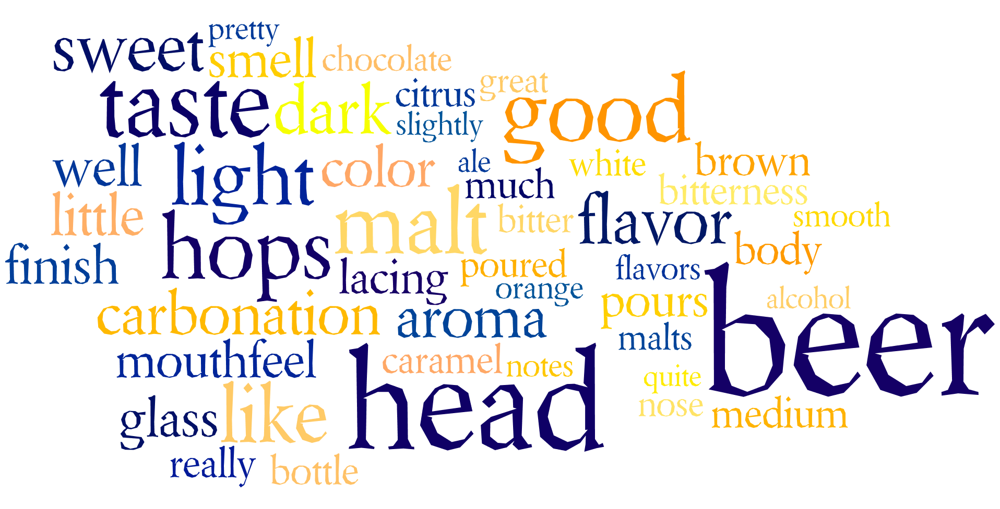 sweet
pretty
smell
chocolate
taste
dark
citrus
great
good
slightly
well
light
color
ale
white
brown
much
bitterness
little
hops
malt
bitter
flavor
smooth
finish
lacing
poured
body
flavors
orange
beer
carbonation
aroma
pours
alcohol
malts
mouthfeel
head
caramel
notes
quite
glass
like
nose
medium
really
bottle